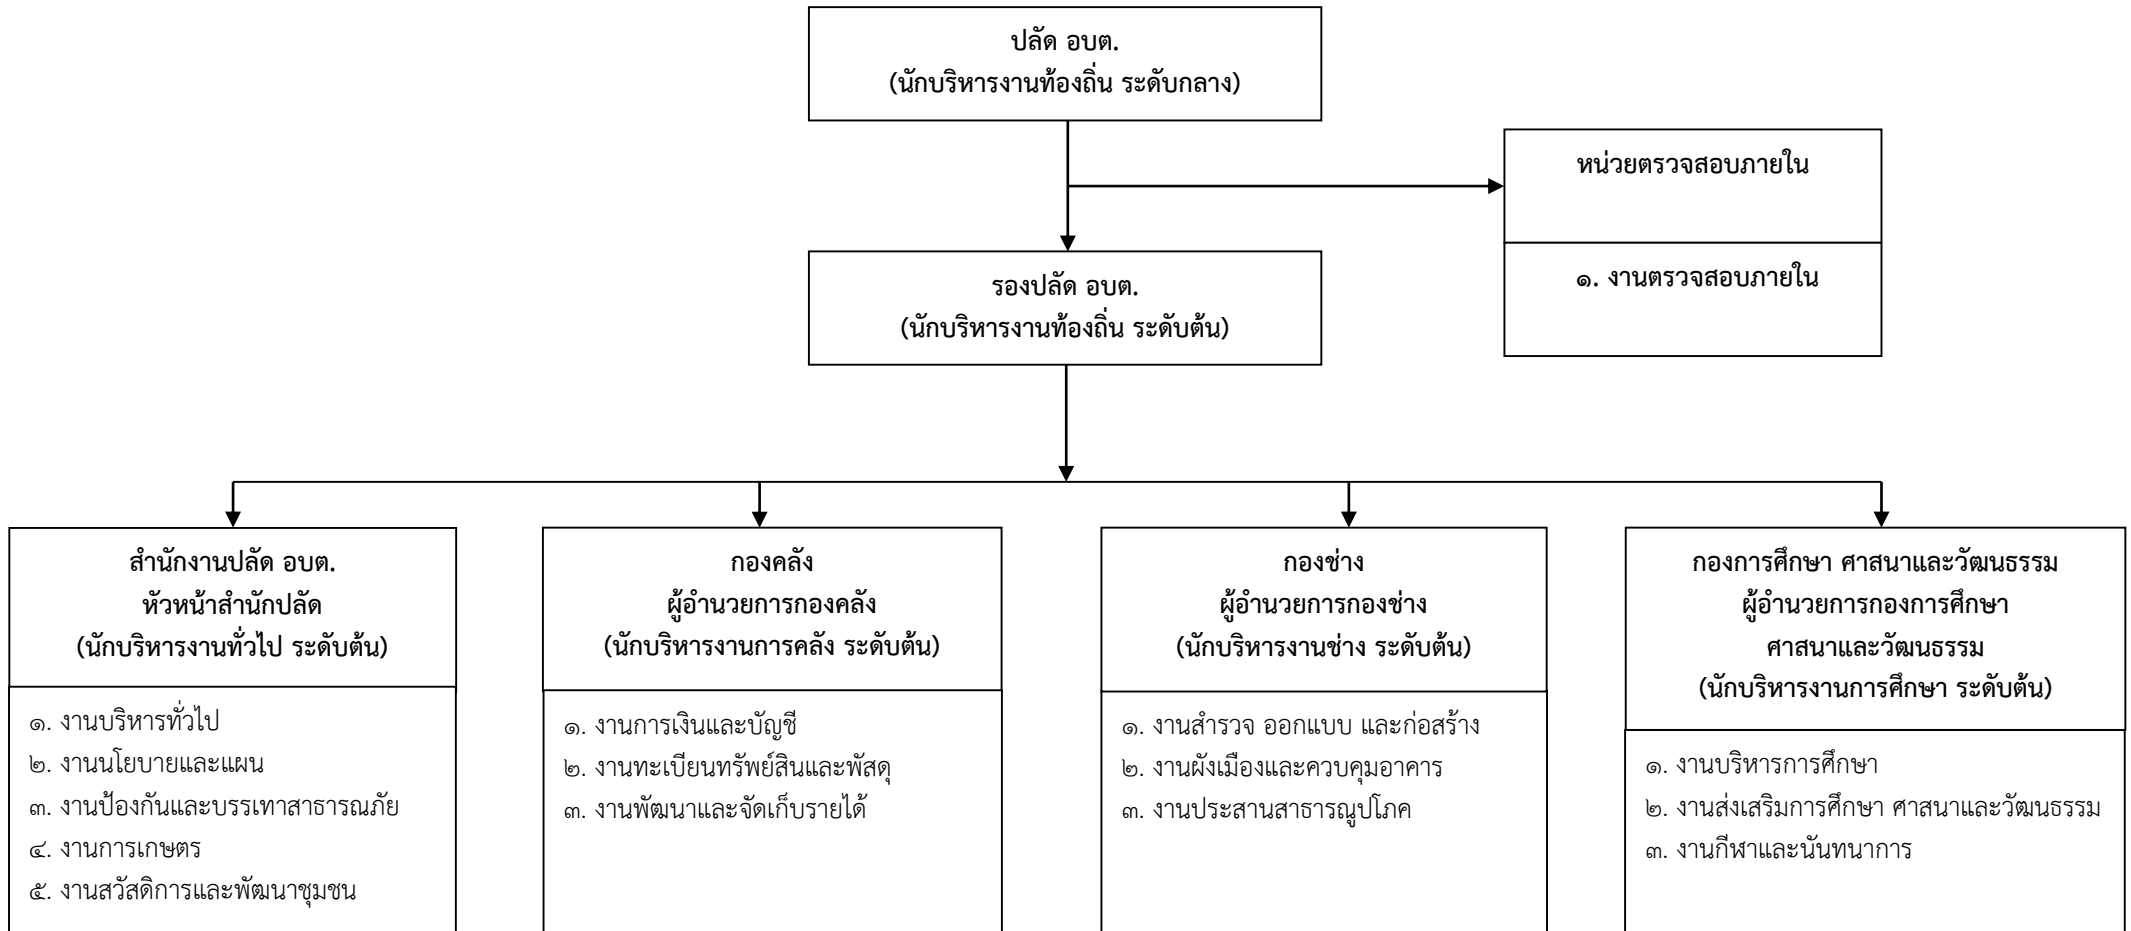 ปลัด อบต.
(นักบริหารงานท้องถิ่น ระดับกลาง)
หน่วยตรวจสอบภายใน
๑. งานตรวจสอบภายใน
รองปลัด อบต.
(นักบริหารงานท้องถิ่น ระดับต้น)
สำนักงานปลัด อบต.
หัวหน้าสำนักปลัด
(นักบริหารงานทั่วไป ระดับต้น)
๑. งานบริหารทั่วไป
๒. งานนโยบายและแผน
๓. งานป้องกันและบรรเทาสาธารณภัย
๔. งานการเกษตร
๕. งานสวัสดิการและพัฒนาชุมชน
กองคลัง
ผู้อำนวยการกองคลัง
(นักบริหารงานการคลัง ระดับต้น)
๑. งานการเงินและบัญชี
๒. งานทะเบียนทรัพย์สินและพัสดุ
๓. งานพัฒนาและจัดเก็บรายได้
กองช่าง
ผู้อำนวยการกองช่าง
(นักบริหารงานช่าง ระดับต้น)
๑. งานสำรวจ ออกแบบ และก่อสร้าง
๒. งานผังเมืองและควบคุมอาคาร
๓. งานประสานสาธารณูปโภค
กองการศึกษา ศาสนาและวัฒนธรรม
ผู้อำนวยการกองการศึกษา
ศาสนาและวัฒนธรรม
(นักบริหารงานการศึกษา ระดับต้น)
๑. งานบริหารการศึกษา
๒. งานส่งเสริมการศึกษา ศาสนาและวัฒนธรรม
๓. งานกีฬาและนันทนาการ